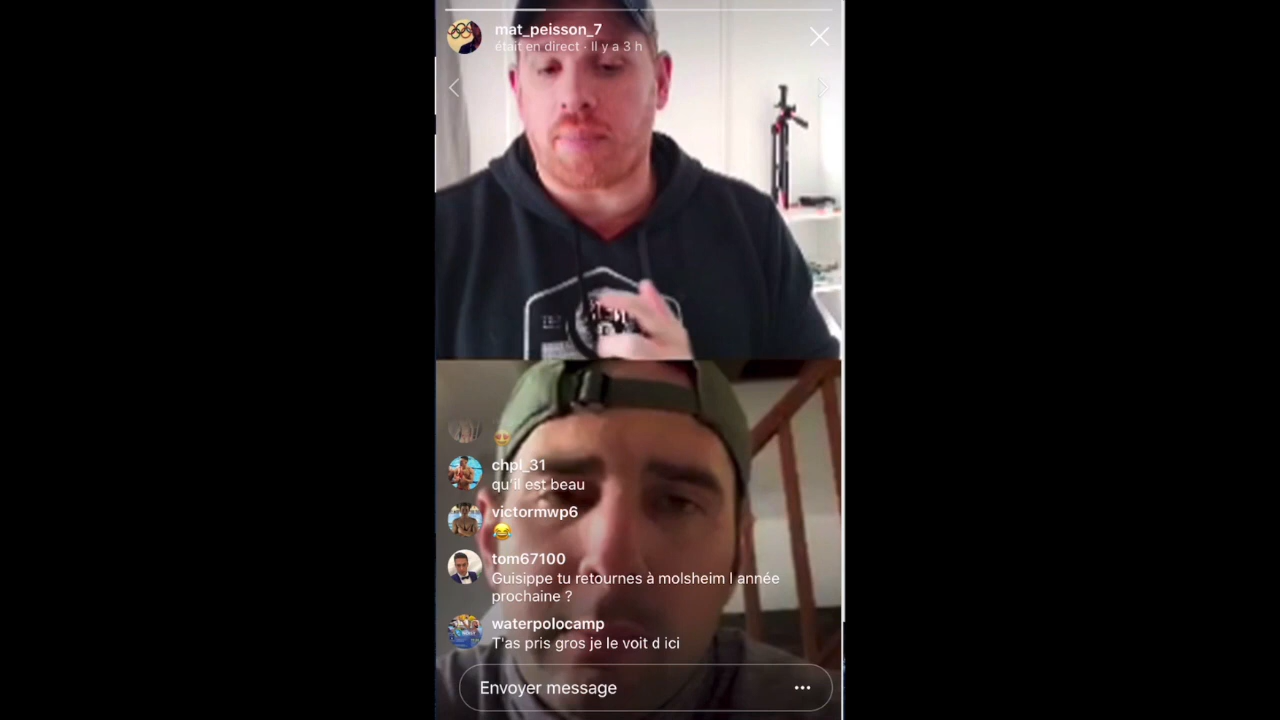 mat_peisson_7
était en direct · Il y a 3 h
chpl_31
qu'il est beau
victormwp6
tom67100
Guisippe tu retournes à molsheim l année
prochaine ?
waterpolocamp
T'as pris gros je le voit d ici
Envoyer message